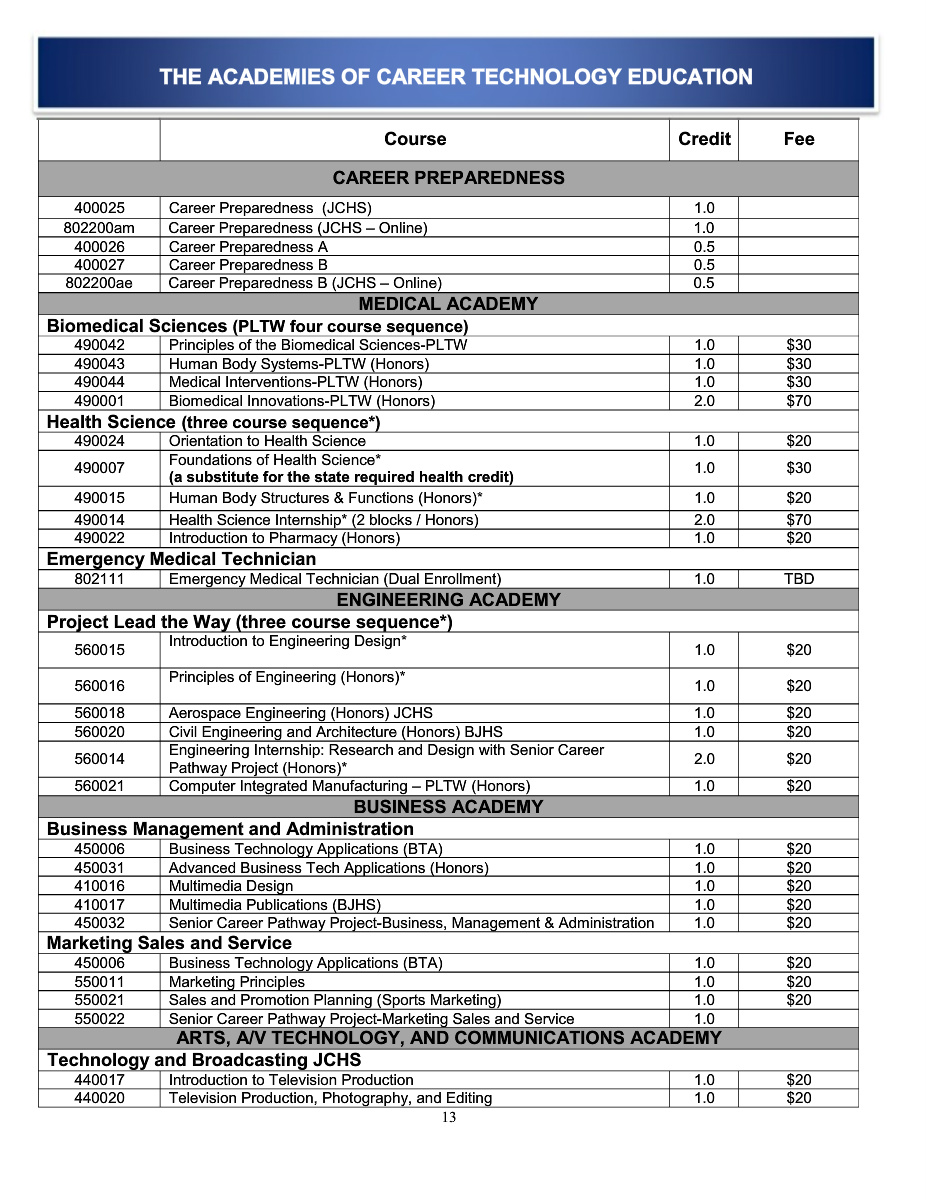 THE ACADEMIES OF CAREER TECHNOLOGY EDUCATION
Course Credit Fee
CAREER PREPAREDNESS
400025 Career Preparedness (JCHS) 1.0
802200am Career Preparedness (JCHS – Online) 1.0
400026 Career Preparedness A 0.5
400027 Career Preparedness B 0.5
802200ae Career Preparedness B (JCHS – Online) 0.5
MEDICAL ACADEMY
Biomedical Sciences (PLTW four course sequence)
490042 Principles of the Biomedical Sciences-PLTW 1.0 $30
490043 Human Body Systems-PLTW (Honors) 1.0 $30
490044 Medical Interventions-PLTW (Honors) 1.0 $30
490001 Biomedical Innovations-PLTW (Honors) 2.0 $70
Health Science (three course sequence*)
490024 Orientation to Health Science 1.0 $20
490007 Foundations of Health Science* 1.0 $30
(a substitute for the state required health credit)
490015 Human Body Structures & Functions (Honors)* 1.0 $20
490014 Health Science Internship* (2 blocks / Honors) 2.0 $70
490022 Introduction to Pharmacy (Honors) 1.0 $20
Emergency Medical Technician
802111 Emergency Medical Technician (Dual Enrollment) 1.0 TBD
ENGINEERING ACADEMY
Project Lead the Way (three course sequence*)
560015 Introduction to Engineering Design* 1.0 $20
560016 Principles of Engineering (Honors)* 1.0 $20
560018 Aerospace Engineering (Honors) JCHS 1.0 $20
560020 Civil Engineering and Architecture (Honors) BJHS 1.0 $20
560014 Engineering Internship: Research and Design with Senior Career 2.0 $20
Pathway Project (Honors)*
560021 Computer Integrated Manufacturing – PLTW (Honors) 1.0 $20
BUSINESS ACADEMY
Business Management and Administration
450006 Business Technology Applications (BTA) 1.0 $20
450031 Advanced Business Tech Applications (Honors) 1.0 $20
410016 Multimedia Design 1.0 $20
410017 Multimedia Publications (BJHS) 1.0 $20
450032 Senior Career Pathway Project-Business, Management & Administration 1.0 $20
Marketing Sales and Service
450006 Business Technology Applications (BTA) 1.0 $20
550011 Marketing Principles 1.0 $20
550021 Sales and Promotion Planning (Sports Marketing) 1.0 $20
550022 Senior Career Pathway Project-Marketing Sales and Service 1.0
ARTS, A/V TECHNOLOGY, AND COMMUNICATIONS ACADEMY
Technology and Broadcasting JCHS
440017 Introduction to Television Production 1.0 $20
440020 Television Production, Photography, and Editing 1.0 $20
13